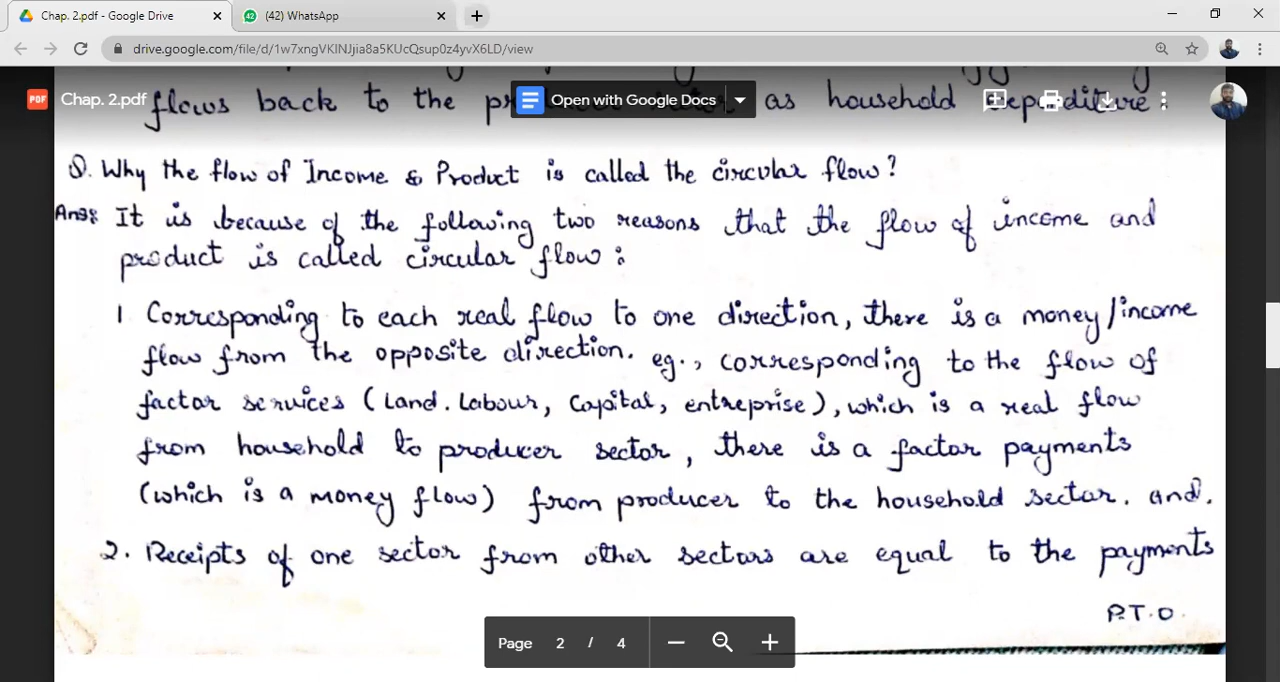 Chap. 2.pdf - Google Drive
(42) WhatsApp
drive.google.com/file/d/1w7xngVKlNJjia8a5KUcQsup0z4yvX6LD/view
PDF Chap. 2.pdf
Open with Google Docs
flows back to the as household
Q. Why the flow of Income & Product is called the circular flow?
Ans: It is because of the following two reasons that the flow of income and
product is called circular flow :
1 Corresponding to each real flow to one direction, there is a money/income
flow from the opposite direction. eg., corresponding to the flow of
factor services (Land. Labour, Capital, entreprise), which is a real flow
from household to producer sector, there is a factor payments
(which is a money flow) from producer to the household sector. and.
2. Receipts of one sector from other sectors are equal to the payments
P.T.O.
Page 2 / 4